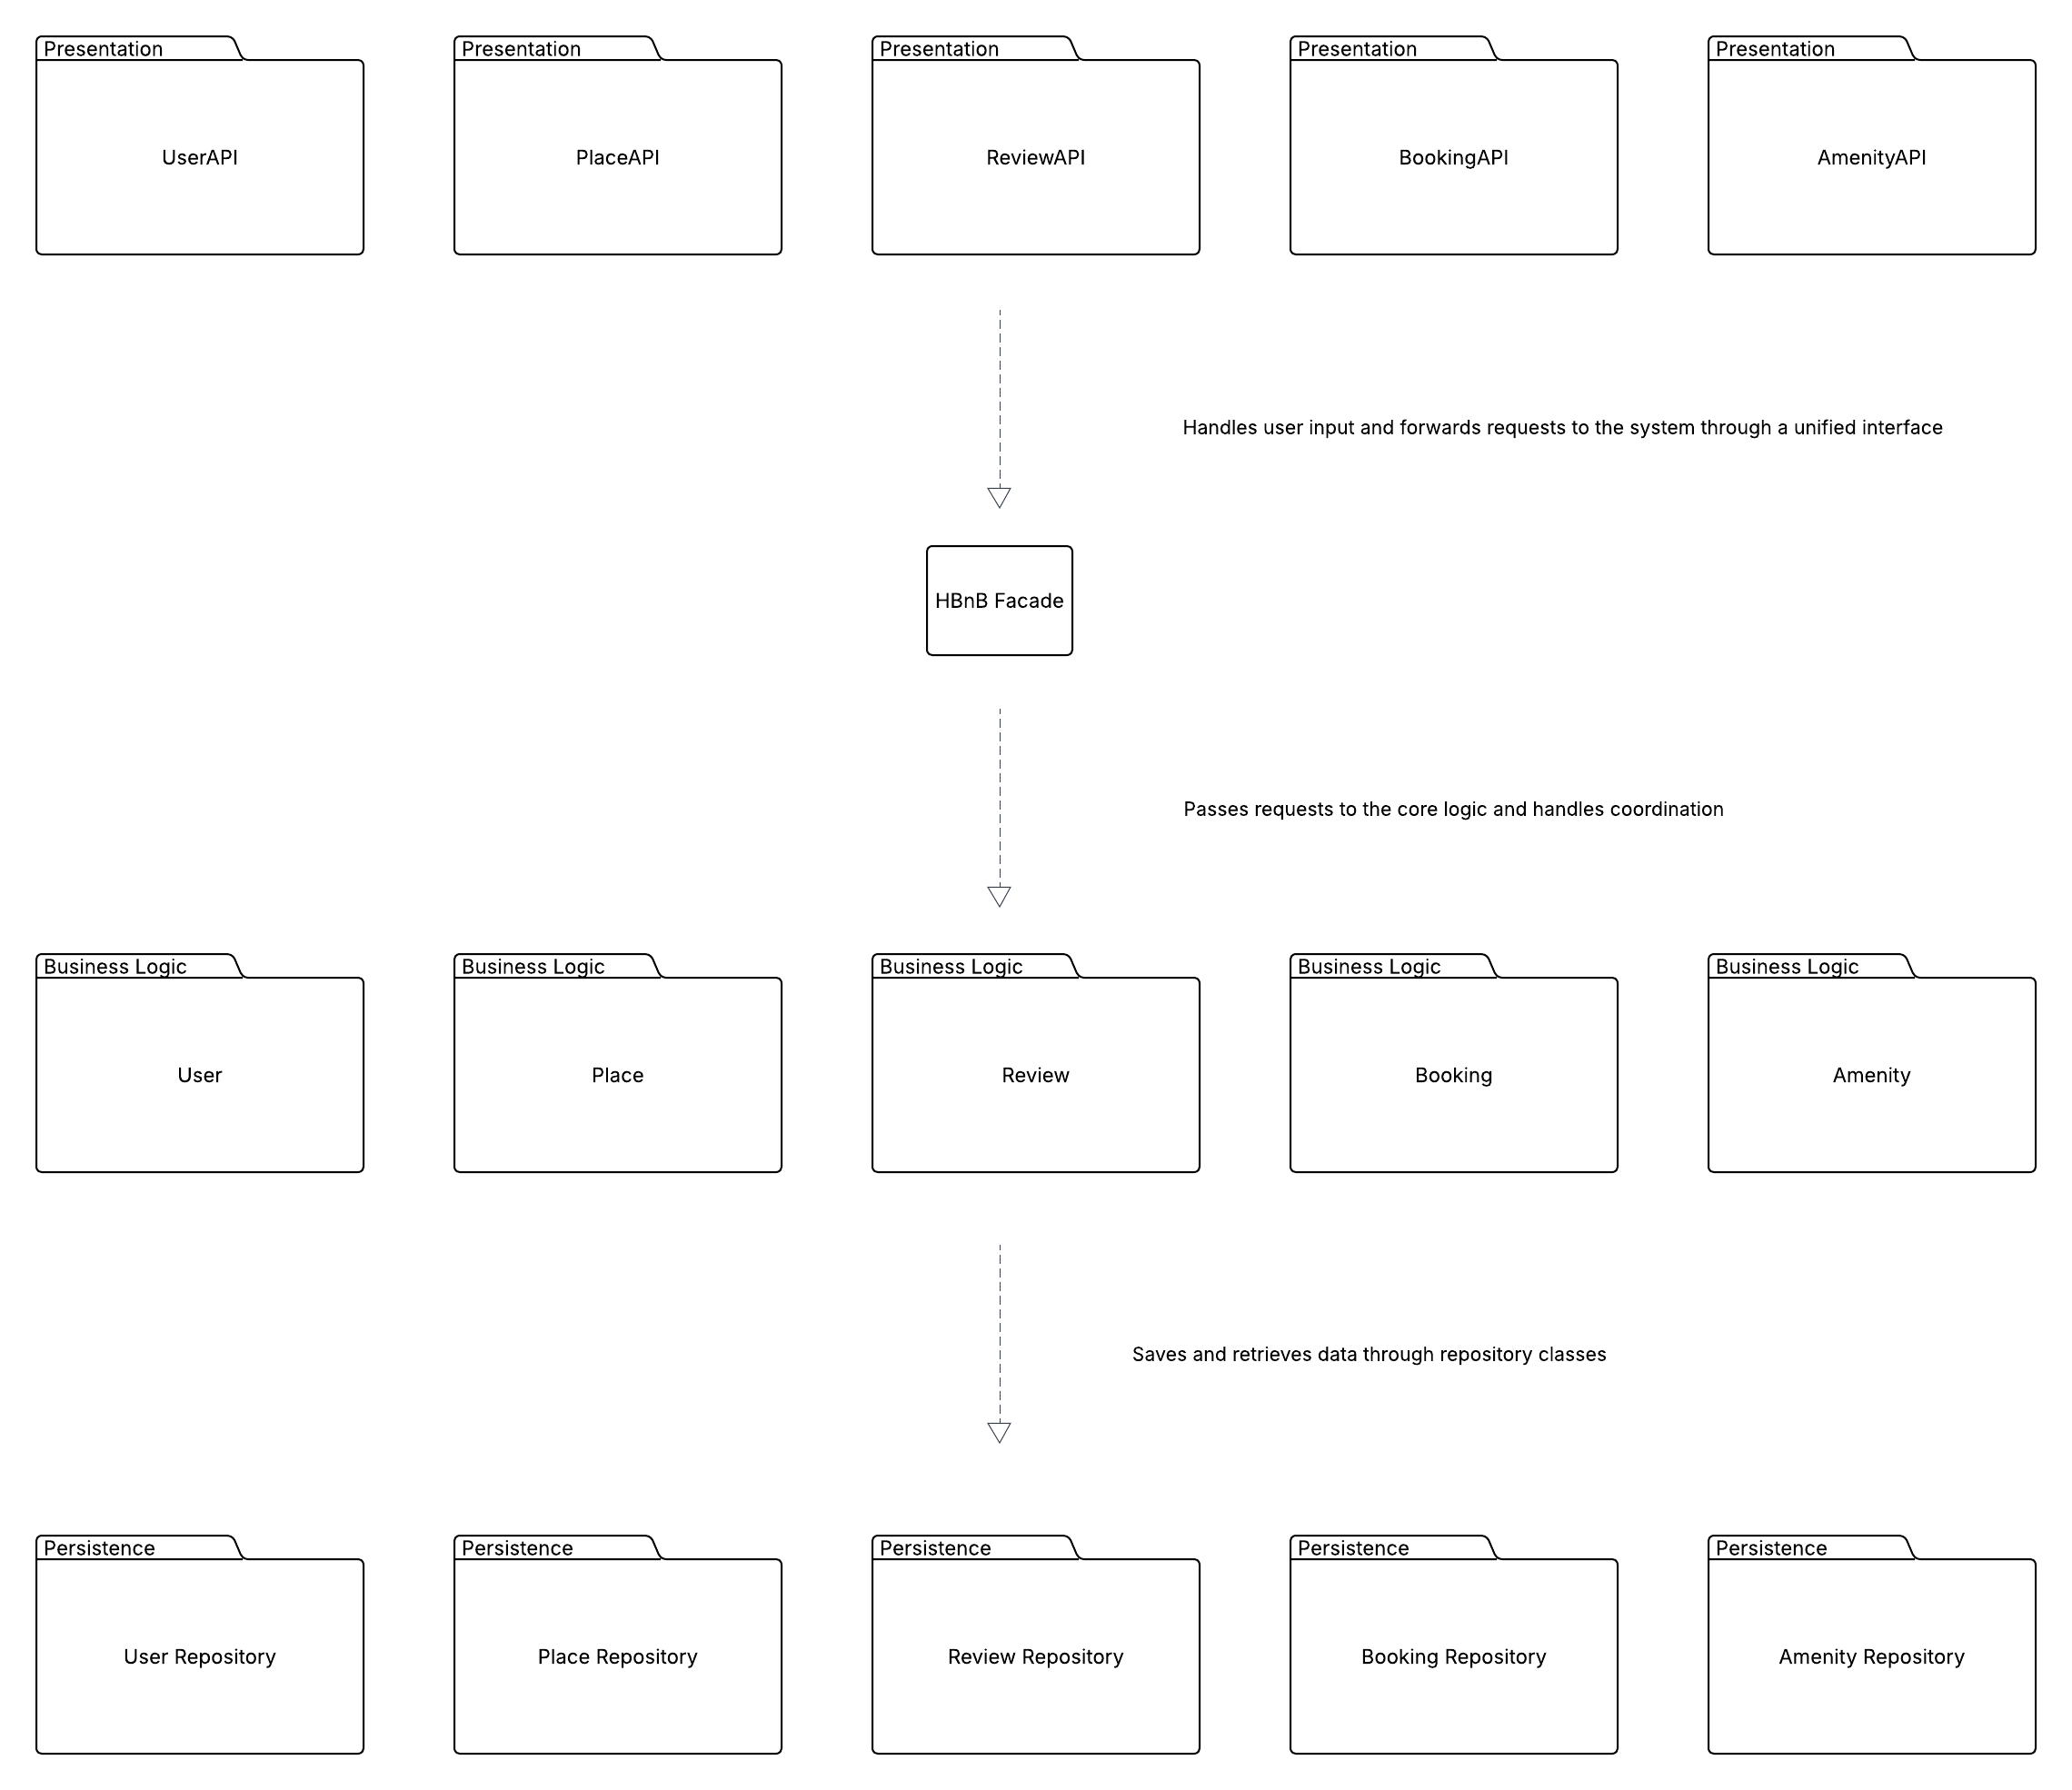 Presentation
Presentation
Presentation
Presentation
Presentation
UserAPI
PlaceAPI
ReviewAPI
BookingAPI
AmenityAPI
Handles user input and forwards requests to the system through a unified interface
HBnB Facade
Passes requests to the core logic and handles coordination
Business Logic
Business Logic
Business Logic
Business Logic
Business Logic
User
Place
Review
Booking
Amenity
Saves and retrieves data through repository classes
Persistence
Persistence
Persistence
Persistence
Persistence
User Repository
Place Repository
Review Repository
Booking Repository
Amenity Repository